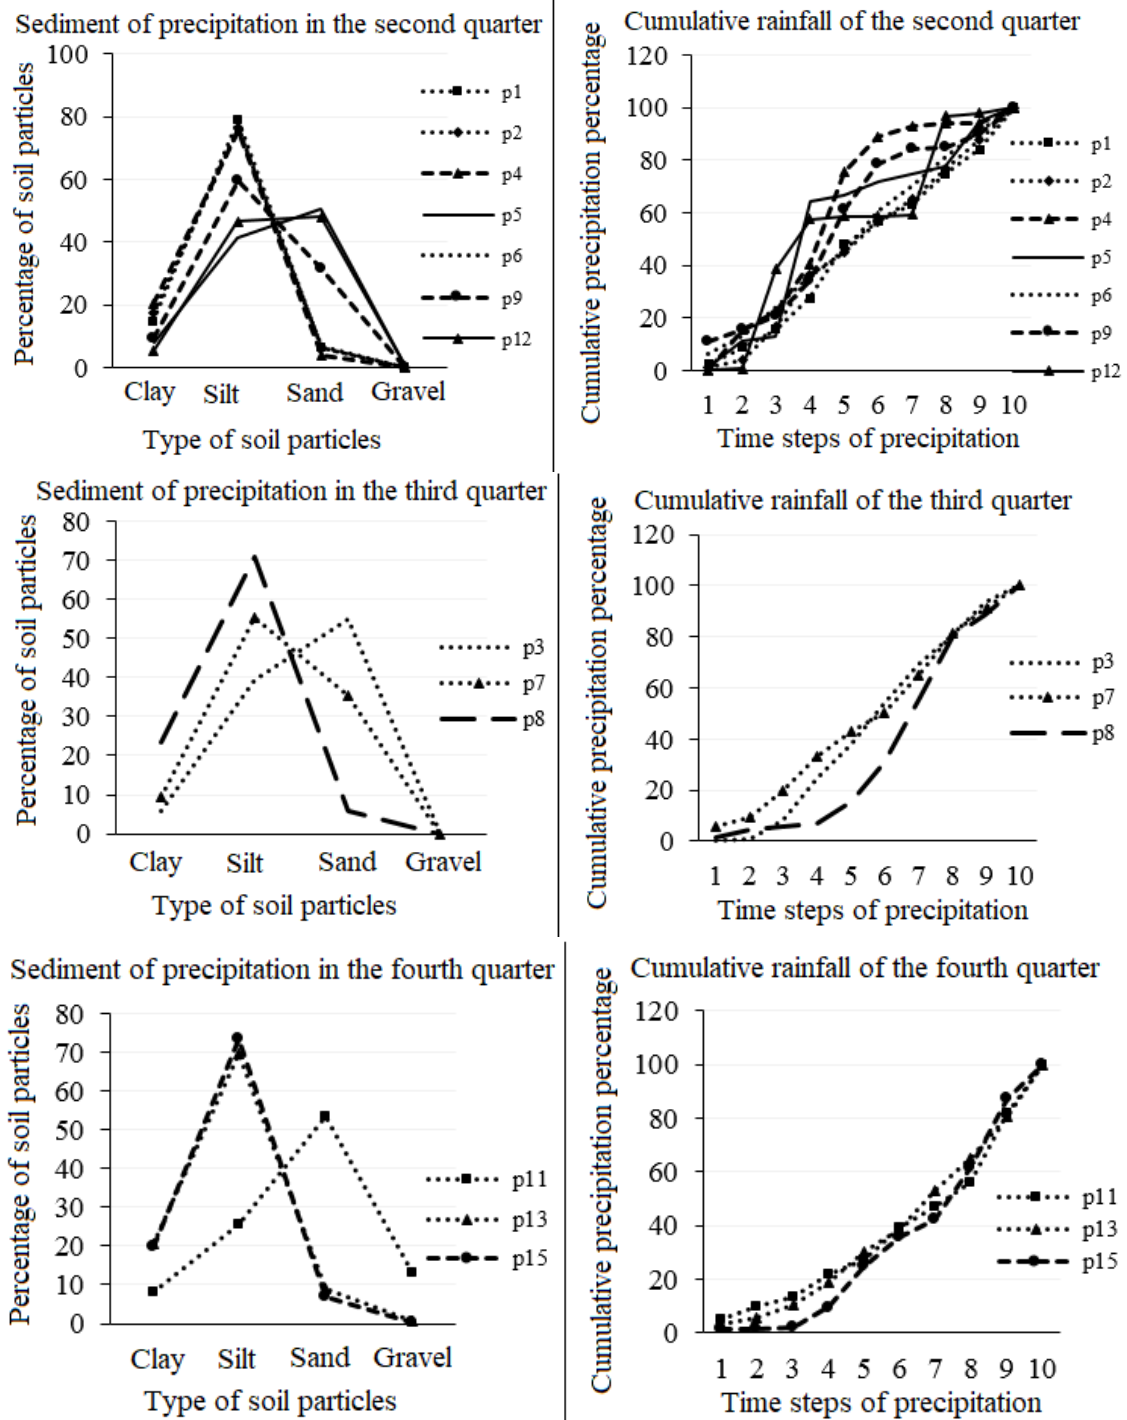 Sediment of precipitation in the second quarter
Percentage of soil particles
100
80
60
40
20
0
Clay Silt Sand Gravel
Type of soil particles
p1
p2
p4
p5
p6
p9
p12
Cumulative rainfall of the second quarter
Cumulative precipitation percentage
120
100
80
60
40
20
0
1 2 3 4 5 6 7 8 9 10
Time steps of precipitation
p1
p2
p4
p5
p6
p9
p12
Sediment of precipitation in the third quarter
Percentage of soil particles
80
70
60
50
40
30
20
10
0
Clay Silt Sand Gravel
Type of soil particles
p3
p7
p8
Cumulative rainfall of the third quarter
Cumulative precipitation percentage
120
100
80
60
40
20
0
1 2 3 4 5 6 7 8 9 10
Time steps of precipitation
p3
p7
p8
Sediment of precipitation in the fourth quarter
Percentage of soil particles
80
70
60
50
40
30
20
10
0
Clay Silt Sand Gravel
Type of soil particles
p11
p13
p15
Cumulative rainfall of the fourth quarter
Cumulative precipitation percentage
120
100
80
60
40
20
0
1 2 3 4 5 6 7 8 9 10
Time steps of precipitation
p11
p13
p15